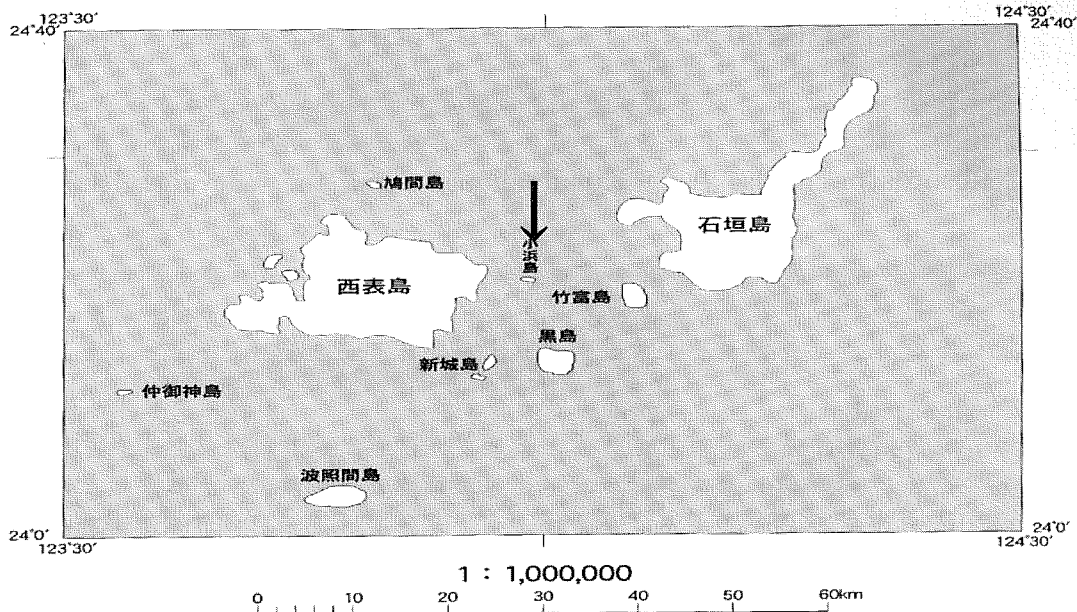 123°30'
124°30'
24°40'
24°40'
鳩間島
石垣島
小浜島
西表島
竹富島
黒島
新城島
仲御神島
波照間島
24°0'
24°0'
123°30'
124°30'
1 : 1,000,000
0 10 20 30 40 50 60km